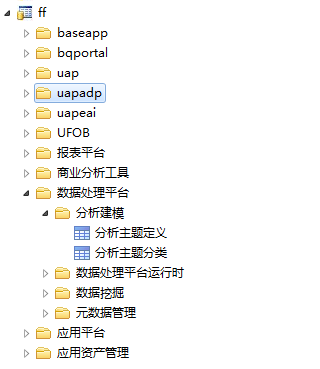 ff
baseapp
bqportal
uap
uapadp
uapeai
UFOB
报表平台
商业分析工具
数据处理平台
分析建模
分析主题定义
分析主题分类
数据处理平台运行时
数据挖掘
元数据管理
应用平台
应用资产管理